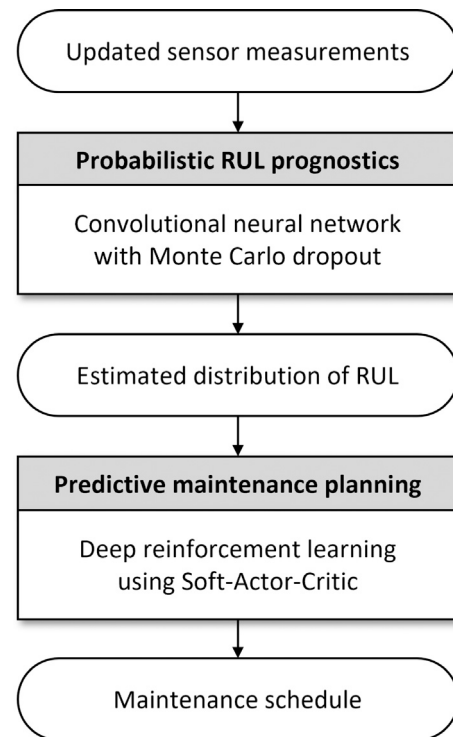 Updated sensor measurements
Probabilistic RUL prognostics
Convolutional neural network
with Monte Carlo dropout
Estimated distribution of RUL
Predictive maintenance planning
Deep reinforcement learning
using Soft-Actor-Critic
Maintenance schedule